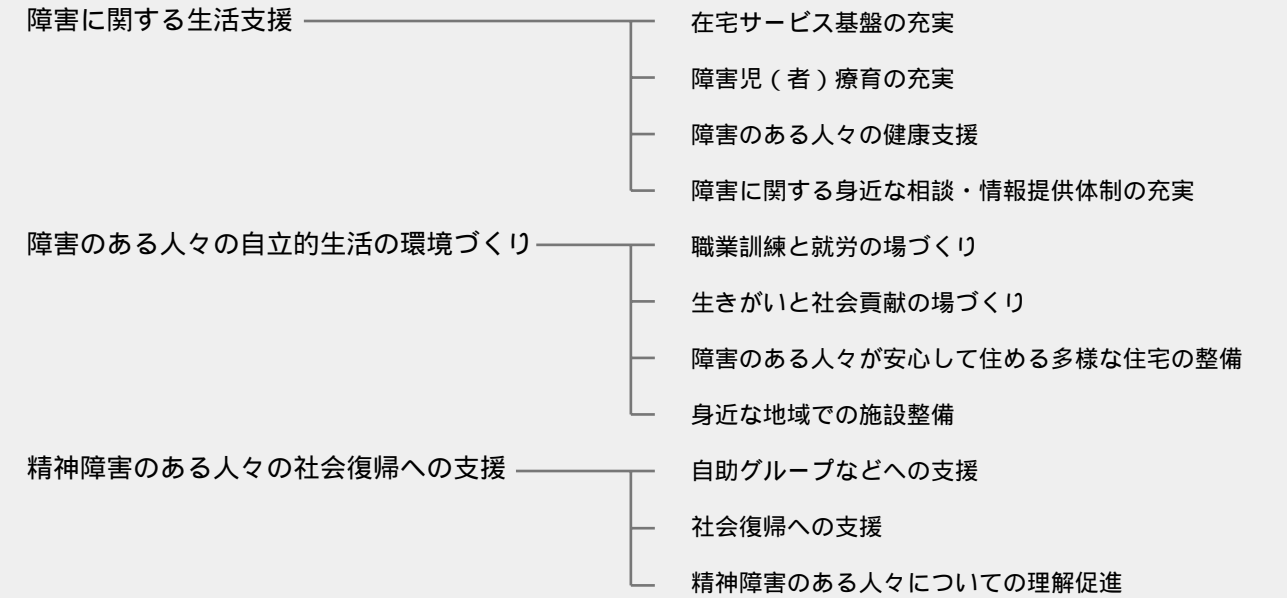 障害に関する生活支援
在宅サービス基盤の充実
障害児（者）療育の充実
障害のある人々の健康支援
障害に関する身近な相談・情報提供体制の充実
障害のある人々の自立的生活の環境づくり
職業訓練と就労の場づくり
生きがいと社会貢献の場づくり
障害のある人々が安心して住める多様な住宅の整備
身近な地域での施設整備
精神障害のある人々の社会復帰への支援
自助グループなどへの支援
社会復帰への支援
精神障害のある人々についての理解促進